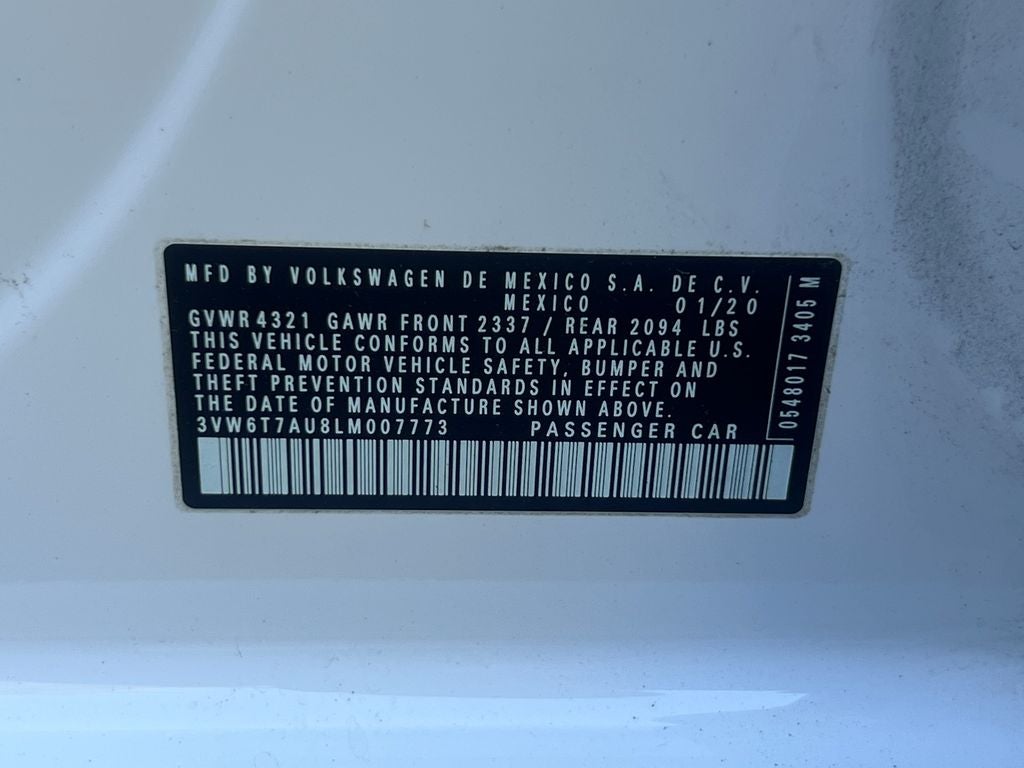 MFD BY VOLKSWAGEN DE MEXICO S.A. DE C.V.
MEXICO 01/20
GVWR 4321 GAWR FRONT 2337 / REAR 2094 LBS
THIS VEHICLE CONFORMS TO ALL APPLICABLE U.S.
FEDERAL MOTOR VEHICLE SAFETY, BUMPER AND
THEFT PREVENTION STANDARDS IN EFFECT ON
THE DATE OF MANUFACTURE SHOWN ABOVE.
3VW6T7AU8LM007773 PASSENGER CAR
0548017 3405 M